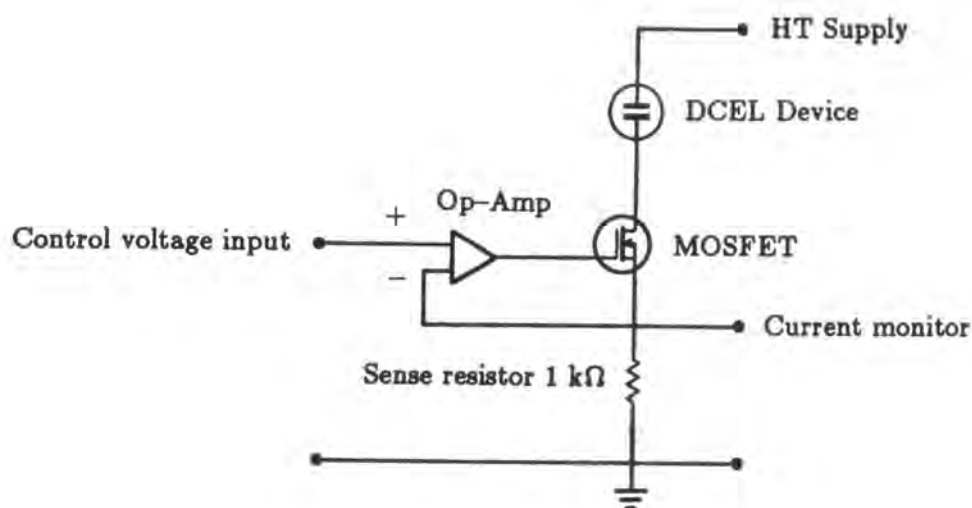 HT Supply
DCEL Device
Op–Amp
+
Control voltage input
MOSFET
−
Current monitor
Sense resistor 1 kΩ